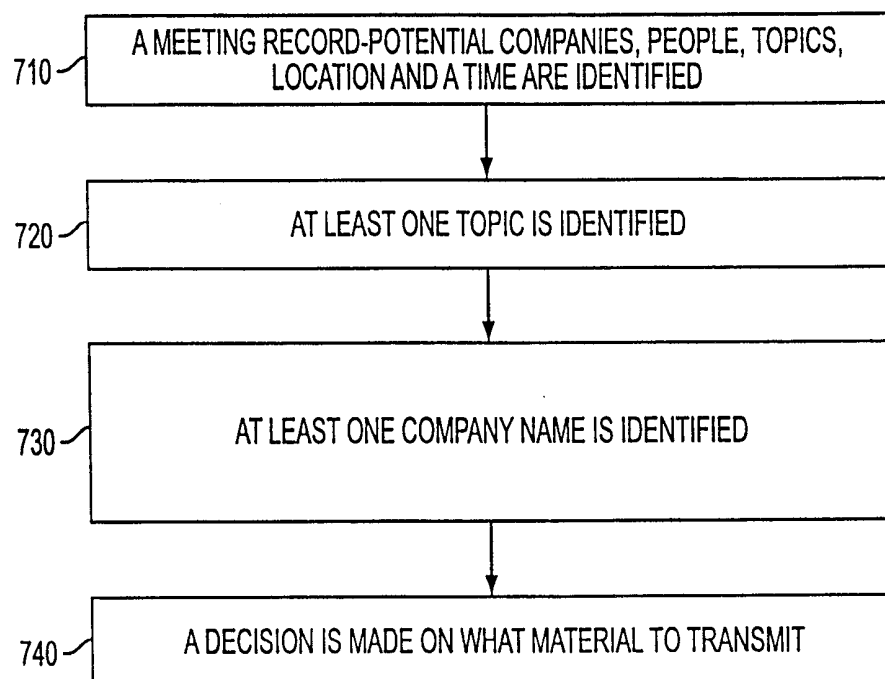 710
A MEETING RECORD-POTENTIAL COMPANIES, PEOPLE, TOPICS,
LOCATION AND A TIME ARE IDENTIFIED
720
AT LEAST ONE TOPIC IS IDENTIFIED
730
AT LEAST ONE COMPANY NAME IS IDENTIFIED
740
A DECISION IS MADE ON WHAT MATERIAL TO TRANSMIT